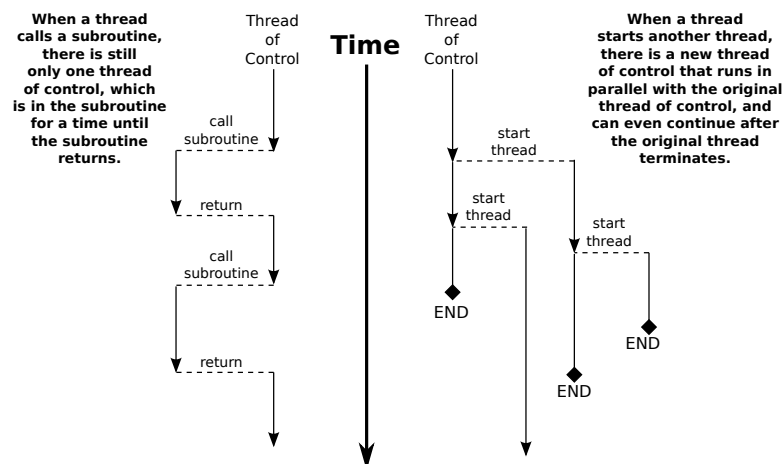 When a thread
calls a subroutine,
there is still
only one thread
of control, which
is in the subroutine
for a time until
the subroutine
returns.
Thread
of
Control
call
subroutine
return
call
subroutine
return
Time
Thread
of
Control
start
thread
start
thread
start
thread
END
END
END
When a thread
starts another thread,
there is a new thread
of control that runs in
parallel with the original
thread of control, and
can even continue after
the original thread
terminates.